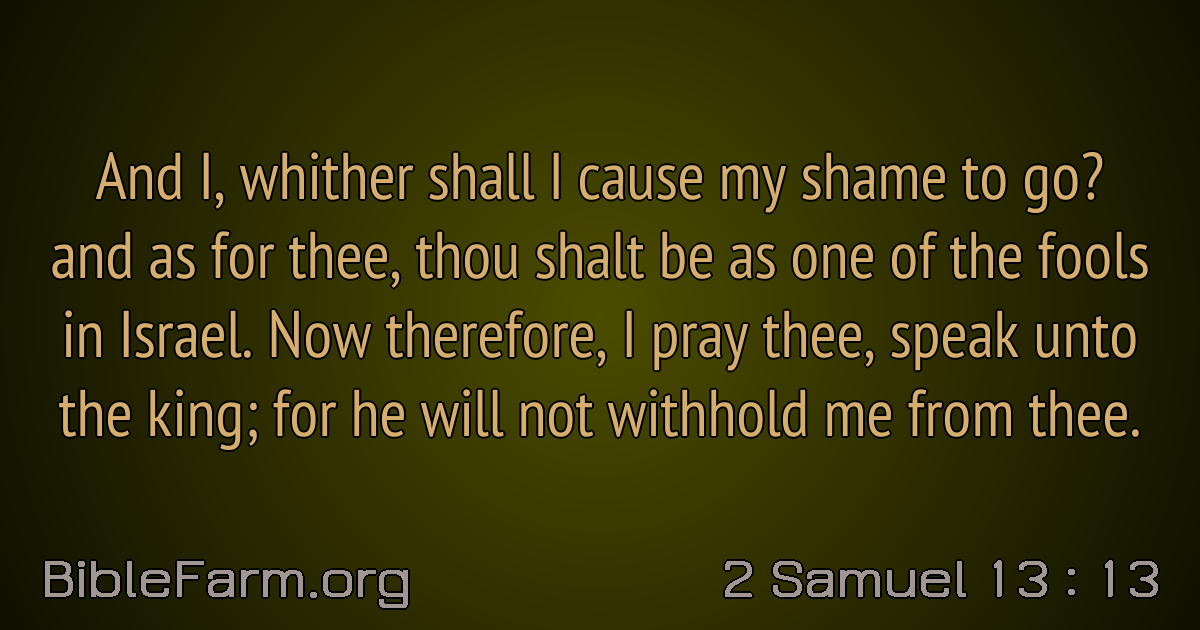 And I, whither shall I cause my shame to go?
and as for thee, thou shalt be as one of the fools
in Israel. Now therefore, I pray thee, speak unto
the king; for he will not withhold me from thee.
BibleFarm.org
2 Samuel 13 : 13